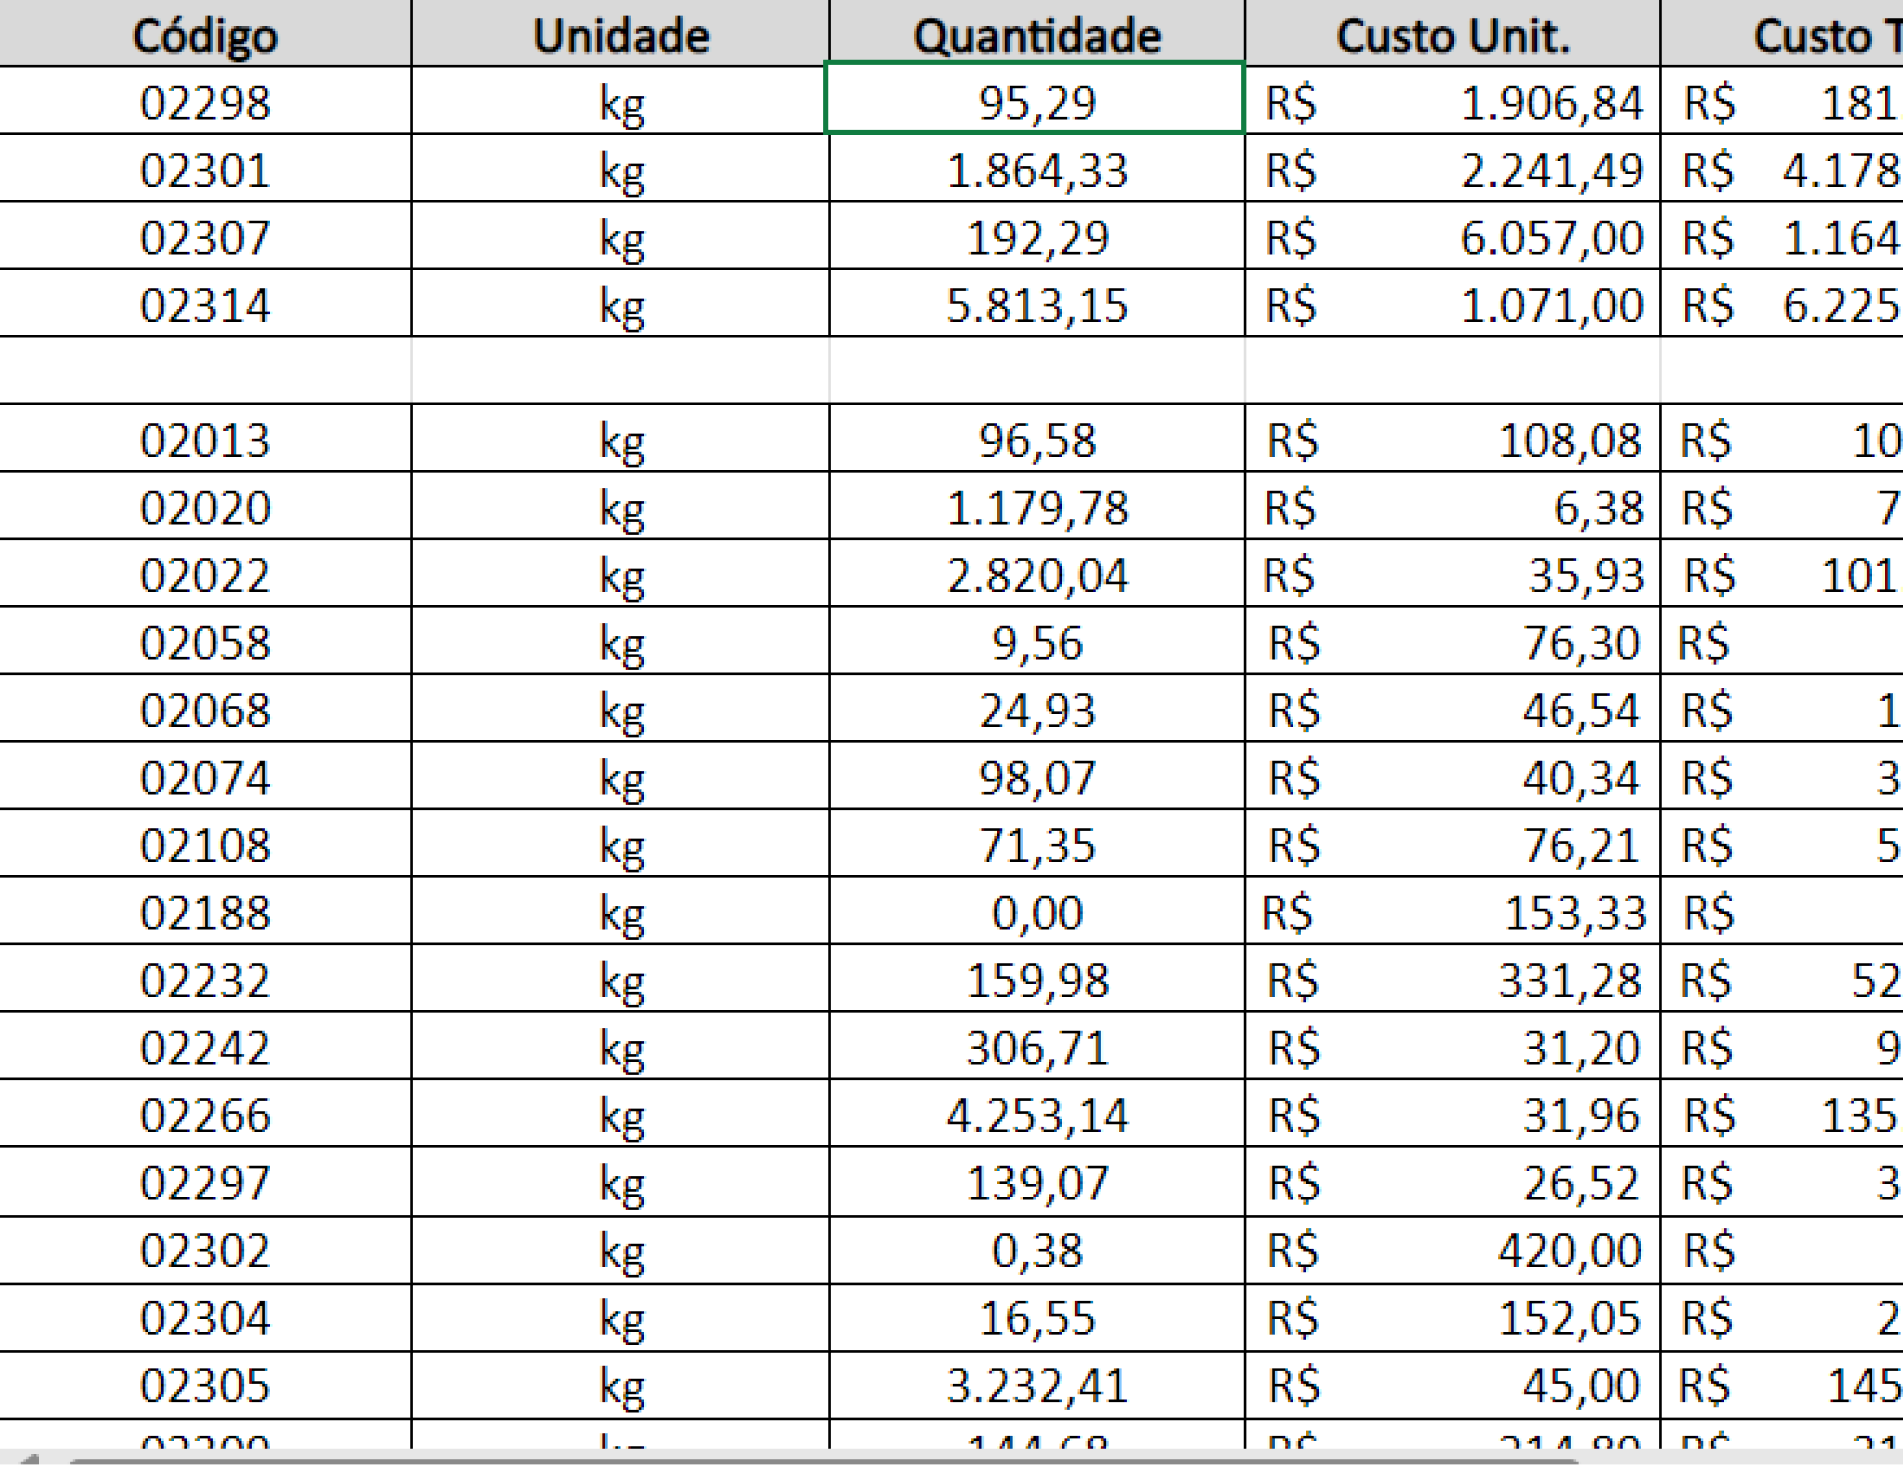 Código Unidade Quantidade Custo Unit. Custo T
02298 kg 95,29 R$ 1.906,84 R$ 181
02301 kg 1.864,33 R$ 2.241,49 R$ 4.178
02307 kg 192,29 R$ 6.057,00 R$ 1.164
02314 kg 5.813,15 R$ 1.071,00 R$ 6.225
02013 kg 96,58 R$ 108,08 R$ 10
02020 kg 1.179,78 R$ 6,38 R$ 7
02022 kg 2.820,04 R$ 35,93 R$ 101
02058 kg 9,56 R$ 76,30 R$
02068 kg 24,93 R$ 46,54 R$ 1
02074 kg 98,07 R$ 40,34 R$ 3
02108 kg 71,35 R$ 76,21 R$ 5
02188 kg 0,00 R$ 153,33 R$
02232 kg 159,98 R$ 331,28 R$ 52
02242 kg 306,71 R$ 31,20 R$ 9
02266 kg 4.253,14 R$ 31,96 R$ 135
02297 kg 139,07 R$ 26,52 R$ 3
02302 kg 0,38 R$ 420,00 R$
02304 kg 16,55 R$ 152,05 R$ 2
02305 kg 3.232,41 R$ 45,00 R$ 145